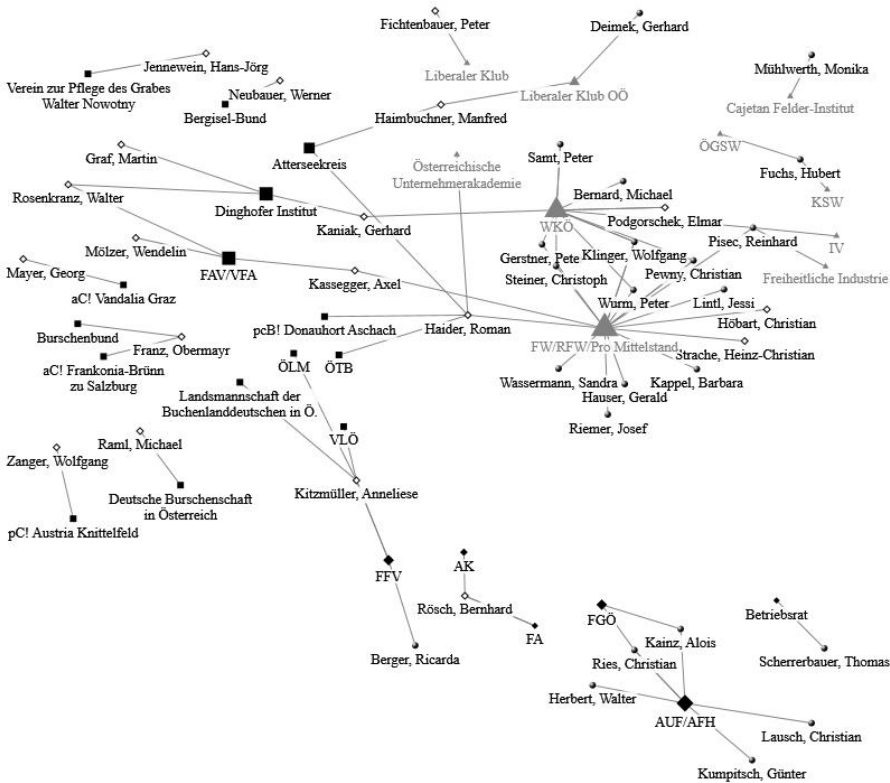 Fichtenbauer, Peter
Deimek, Gerhard
Jennewein, Hans-Jörg
Liberaler Klub
Mühlwerth, Monika
Verein zur Pflege des Grabes
Walter Nowotny
Neubauer, Werner
Liberaler Klub OÖ
Cajetan Felder-Institut
Bergisel-Bund
Haimbuchner, Manfred
ÖGSW
Graf, Martin
Atterseekreis
Österreichische
Unternehmerakademie
Samt, Peter
Fuchs, Hubert
Rosenkranz, Walter
Dinghofer Institut
Bernard, Michael
KSW
Kaniak, Gerhard
WKÖ
Podgorschek, Elmar
Mölzer, Wendelin
Pisec, Reinhard
IV
Mayer, Georg
FAV/VFA
Gerstner, Pete
Klinger, Wolfgang
Kassegger, Axel
Steiner, Christoph
Pewny, Christian
Freiheitliche Industrie
aC! Vandalia Graz
Wurm, Peter
Lintl, Jessi
Burschenbund
pcB! Donauhort Aschach
Haider, Roman
Höbart, Christian
Franz, Obermayr
FW/RFW/Pro Mittelstand
Strache, Heinz-Christian
aC! Frankonia-Brünn
zu Salzburg
ÖLM
ÖTB
Wassermann, Sandra
Kappel, Barbara
Landsmannschaft der
Buchenlanddeutschen in Ö.
Hauser, Gerald
Riemer, Josef
VLÖ
Raml, Michael
Zanger, Wolfgang
Kitzmüller, Anneliese
Deutsche Burschenschaft
in Österreich
pC! Austria Knittelfeld
FFV
AK
Rösch, Bernhard
FGÖ
Betriebsrat
FA
Kainz, Alois
Berger, Ricarda
Ries, Christian
Scherrerbauer, Thomas
Herbert, Walter
AUF/AFH
Lausch, Christian
Kumpitsch, Günter